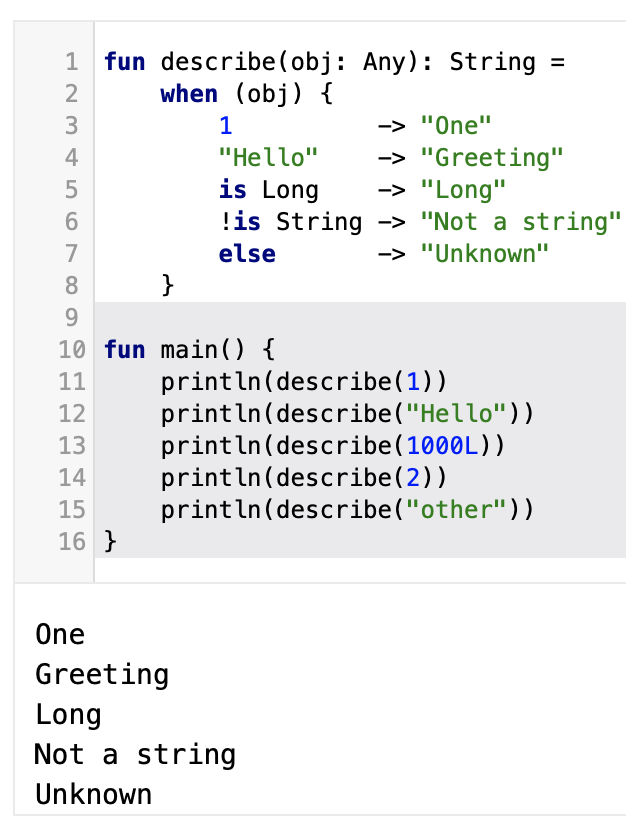 1 fun describe(obj: Any): String =
2     when (obj) {
3         1          -> "One"
4         "Hello"    -> "Greeting"
5         is Long    -> "Long"
6         !is String -> "Not a string"
7         else       -> "Unknown"
8     }
9
10 fun main() {
11     println(describe(1))
12     println(describe("Hello"))
13     println(describe(1000L))
14     println(describe(2))
15     println(describe("other"))
16 }
One
Greeting
Long
Not a string
Unknown